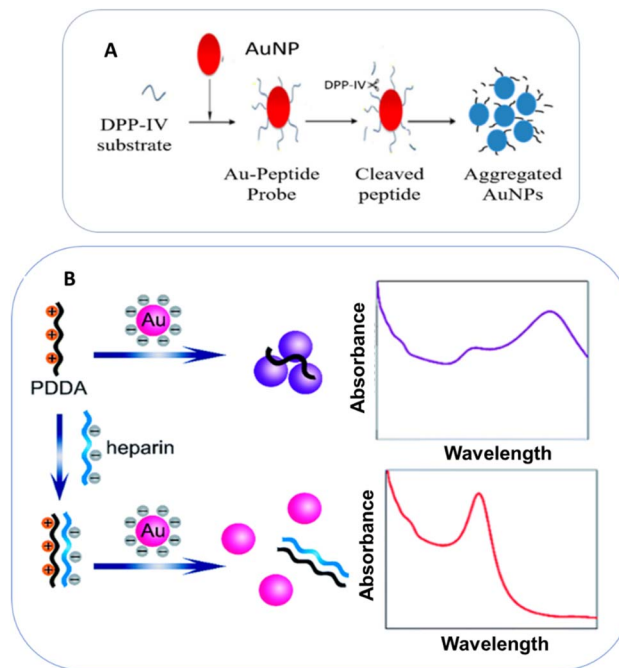 A
AuNP
DPP-IV
DPP-IV
substrate
Au-Peptide
Probe
Cleaved
peptide
Aggregated
AuNPs
B
Au
PDDA
heparin
Au
Absorbance
Wavelength
Absorbance
Wavelength